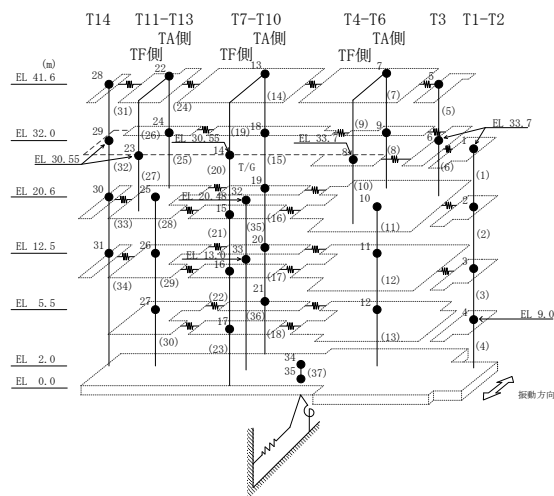 T14 T11-T13 T7-T10 T4-T6 T3 T1-T2
TA側 TA側 TA側
TF側 TF側 TF側
(m)
EL 41.6 28 22 13 7 5
(31) (24) (14) (7) (5)
EL 32.0 29 24 18 9 6 EL 33.7 1
(26) (19) EL 33.7 (9)
EL 30.55 23 EL 30.55 14 8 (8) (6)
(32) (25) (20) T/G (15) (1)
(27) (10)
EL 20.6 30 25 EL 20.48 32 19 10 2
(33) (28) 15 (35) (16) (11) (2)
(21)
EL 12.5 31 26 EL 13.0 33 20 11 3
(34) (29) 16 (17) (12) (3)
EL 5.5 27 (22) 21 12 4 EL 9.0
(30) 17 (36) (18) (13) (4)
(23)
EL 2.0 34
EL 0.0 35 (37)
振動方向